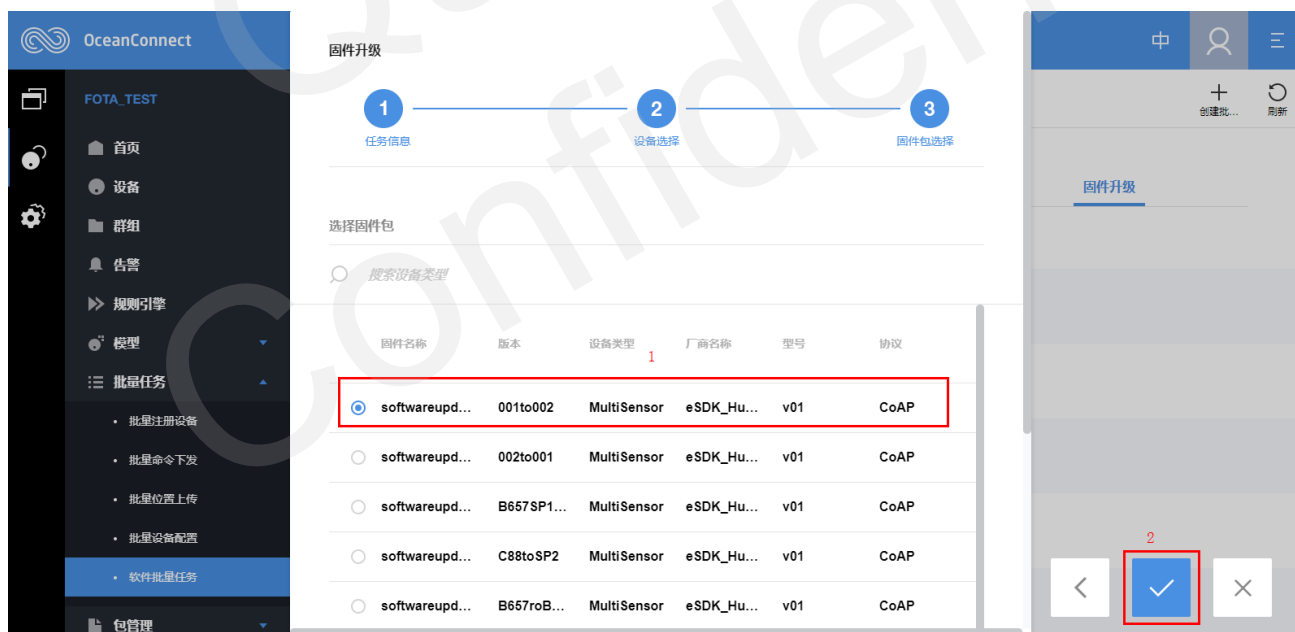 OceanConnect
FOTA_TEST
首页
设备
群组
告警
规则引擎
模型
批量任务
• 批量注册设备
• 批量命令下发
• 批量位置上传
• 批量设备配置
• 软件批量任务
包管理
固件升级
1
2
3
任务信息
设备选择
固件包选择
选择固件包
搜索设备类型
固件名称 版本 设备类型 厂商名称 型号 协议
1
softwareupd... 001to002 MultiSensor eSDK_Hu... v01 CoAP
softwareupd... 002to001 MultiSensor eSDK_Hu... v01 CoAP
softwareupd... B657SP1... MultiSensor eSDK_Hu... v01 CoAP
softwareupd... C88toSP2 MultiSensor eSDK_Hu... v01 CoAP
softwareupd... B657roB... MultiSensor eSDK_Hu... v01 CoAP
中
创建批... 刷新
固件升级
2
Confiden